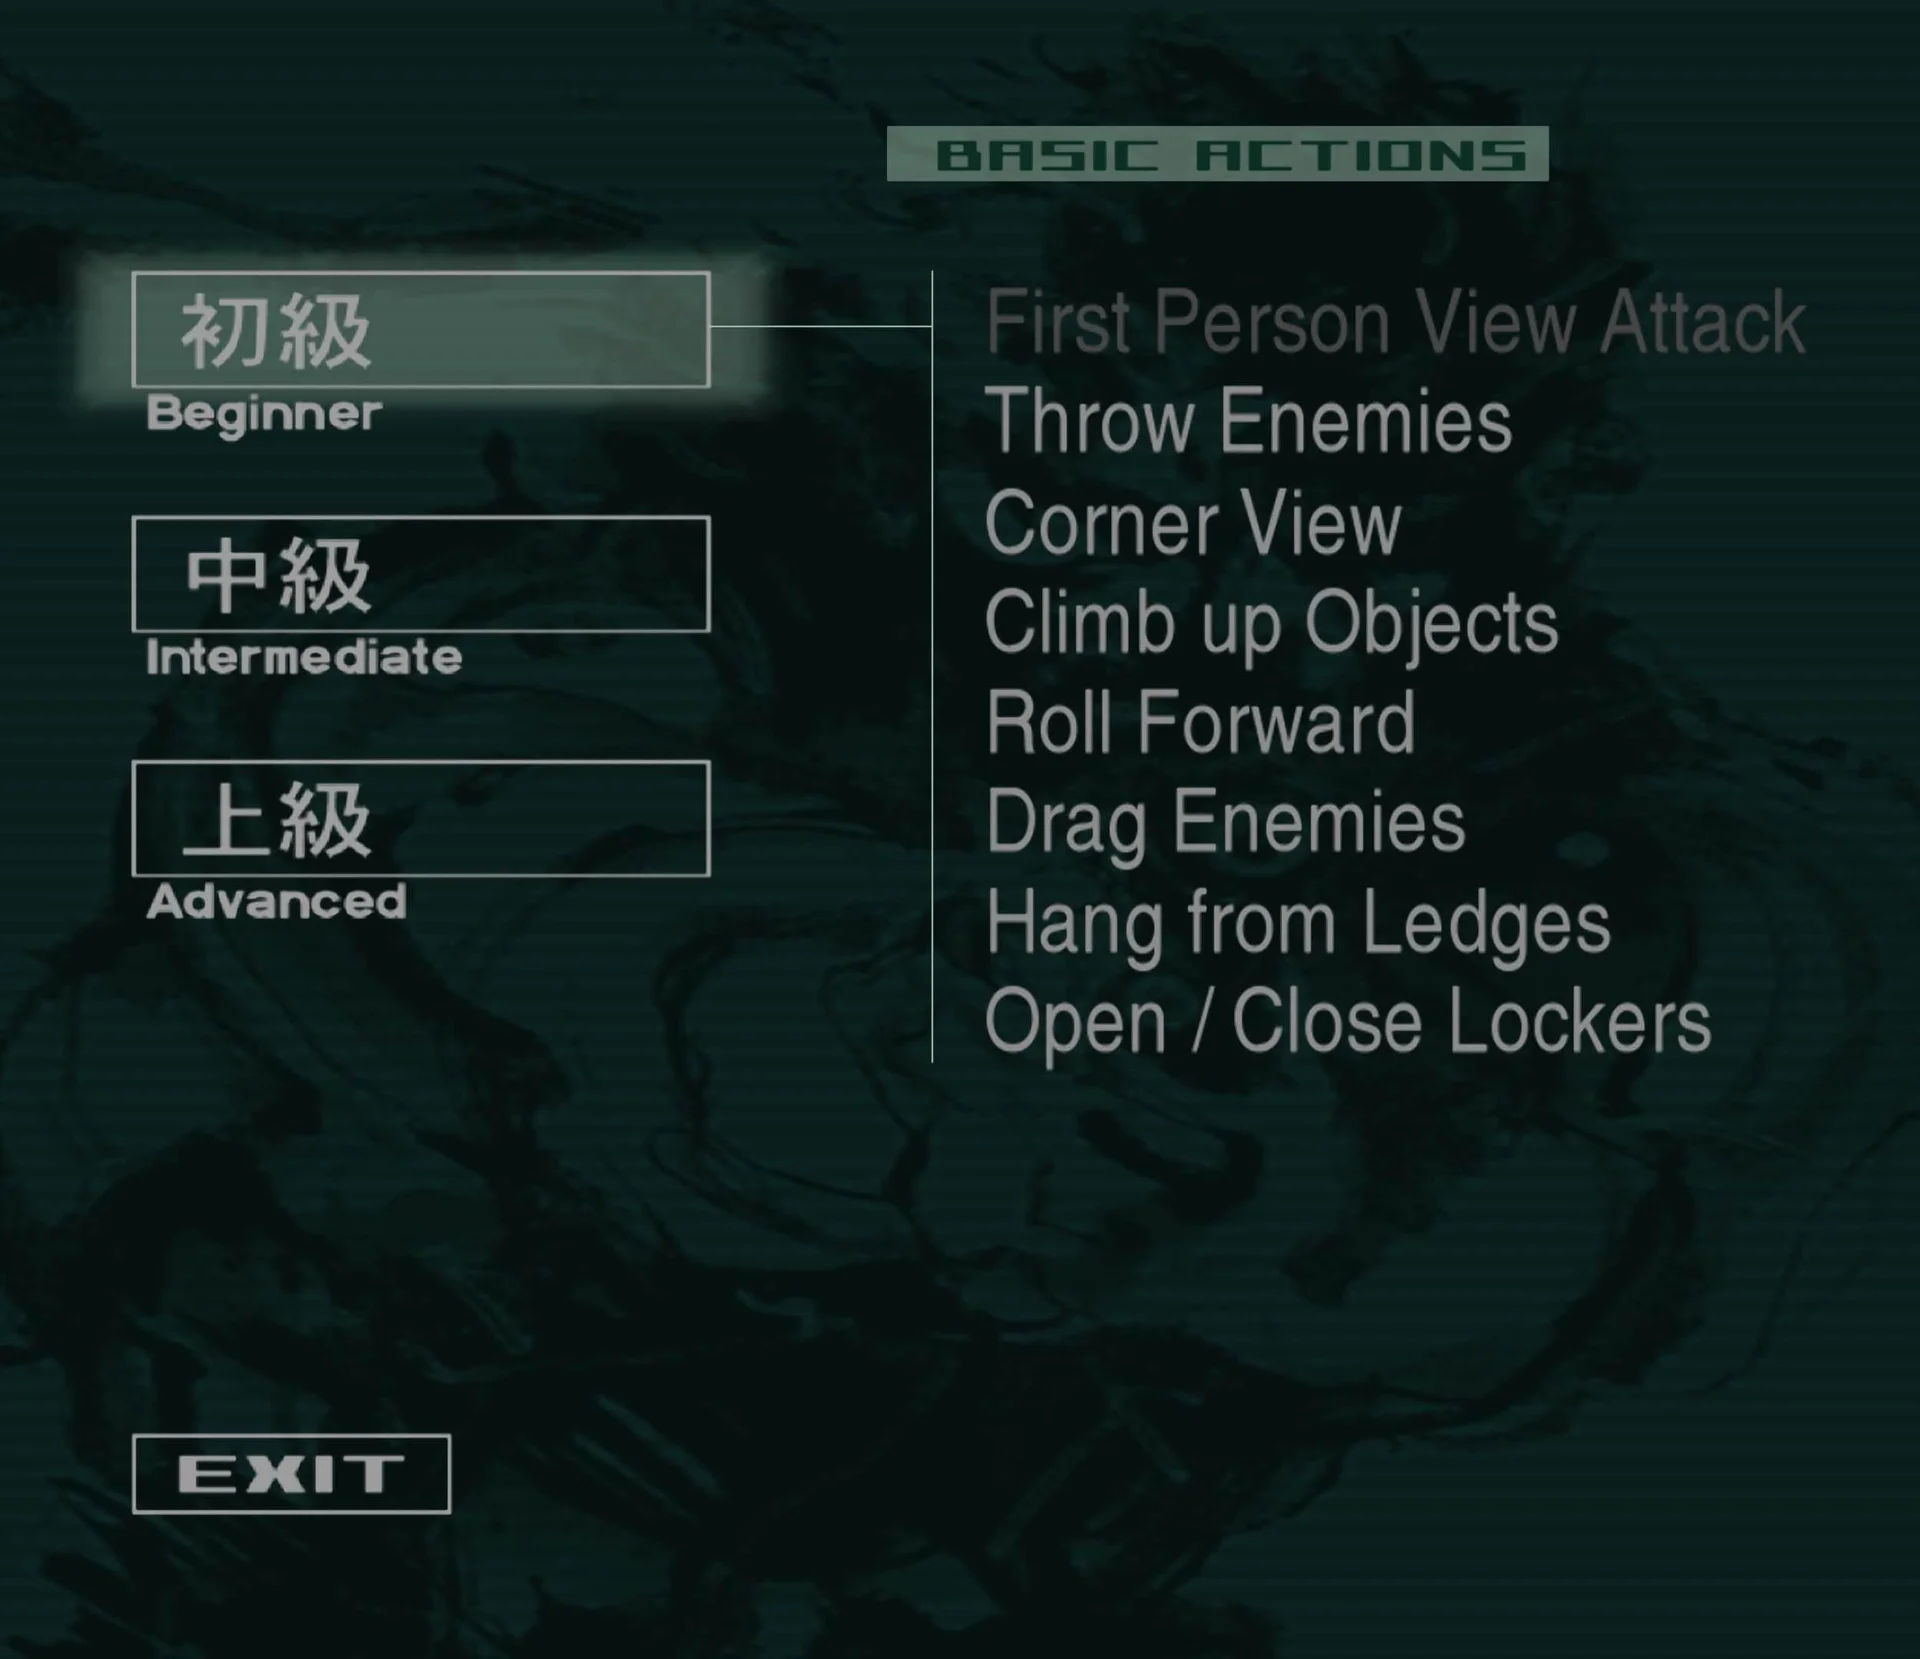 BASIC ACTIONS
初級
Beginner
中級
Intermediate
上級
Advanced
First Person View Attack
Throw Enemies
Corner View
Climb up Objects
Roll Forward
Drag Enemies
Hang from Ledges
Open / Close Lockers
EXIT